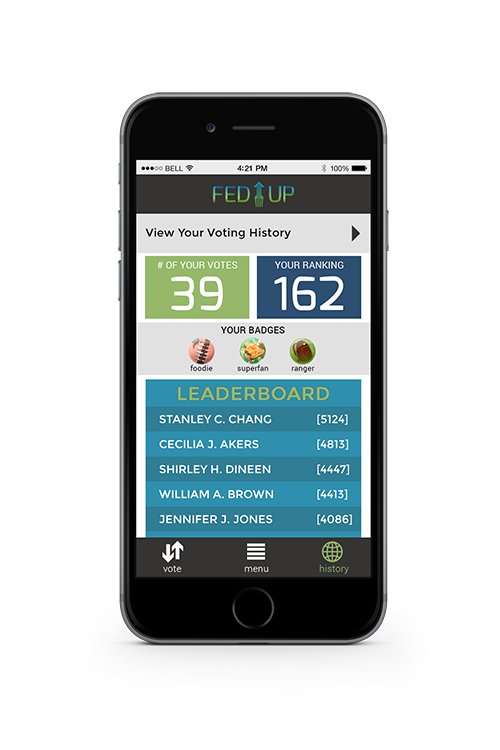 ●●●○○ BELL 4:21 PM 100%
FED UP
View Your Voting History
# OF YOUR VOTES YOUR RANKING
39 162
YOUR BADGES
foodie superfan ranger
LEADERBOARD
STANLEY C. CHANG [5124]
CECILIA J. AKERS [4813]
SHIRLEY H. DINEEN [4447]
WILLIAM A. BROWN [4413]
JENNIFER J. JONES [4086]
vote menu history